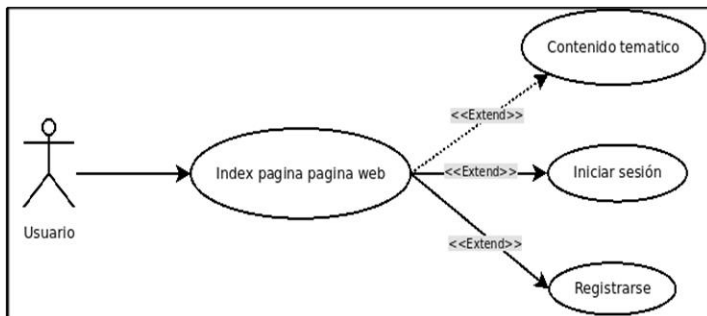 Contenido tematico
<<Extend>>
Index pagina pagina web
<<Extend>>
Iniciar sesión
Usuario
<<Extend>>
Registrarse